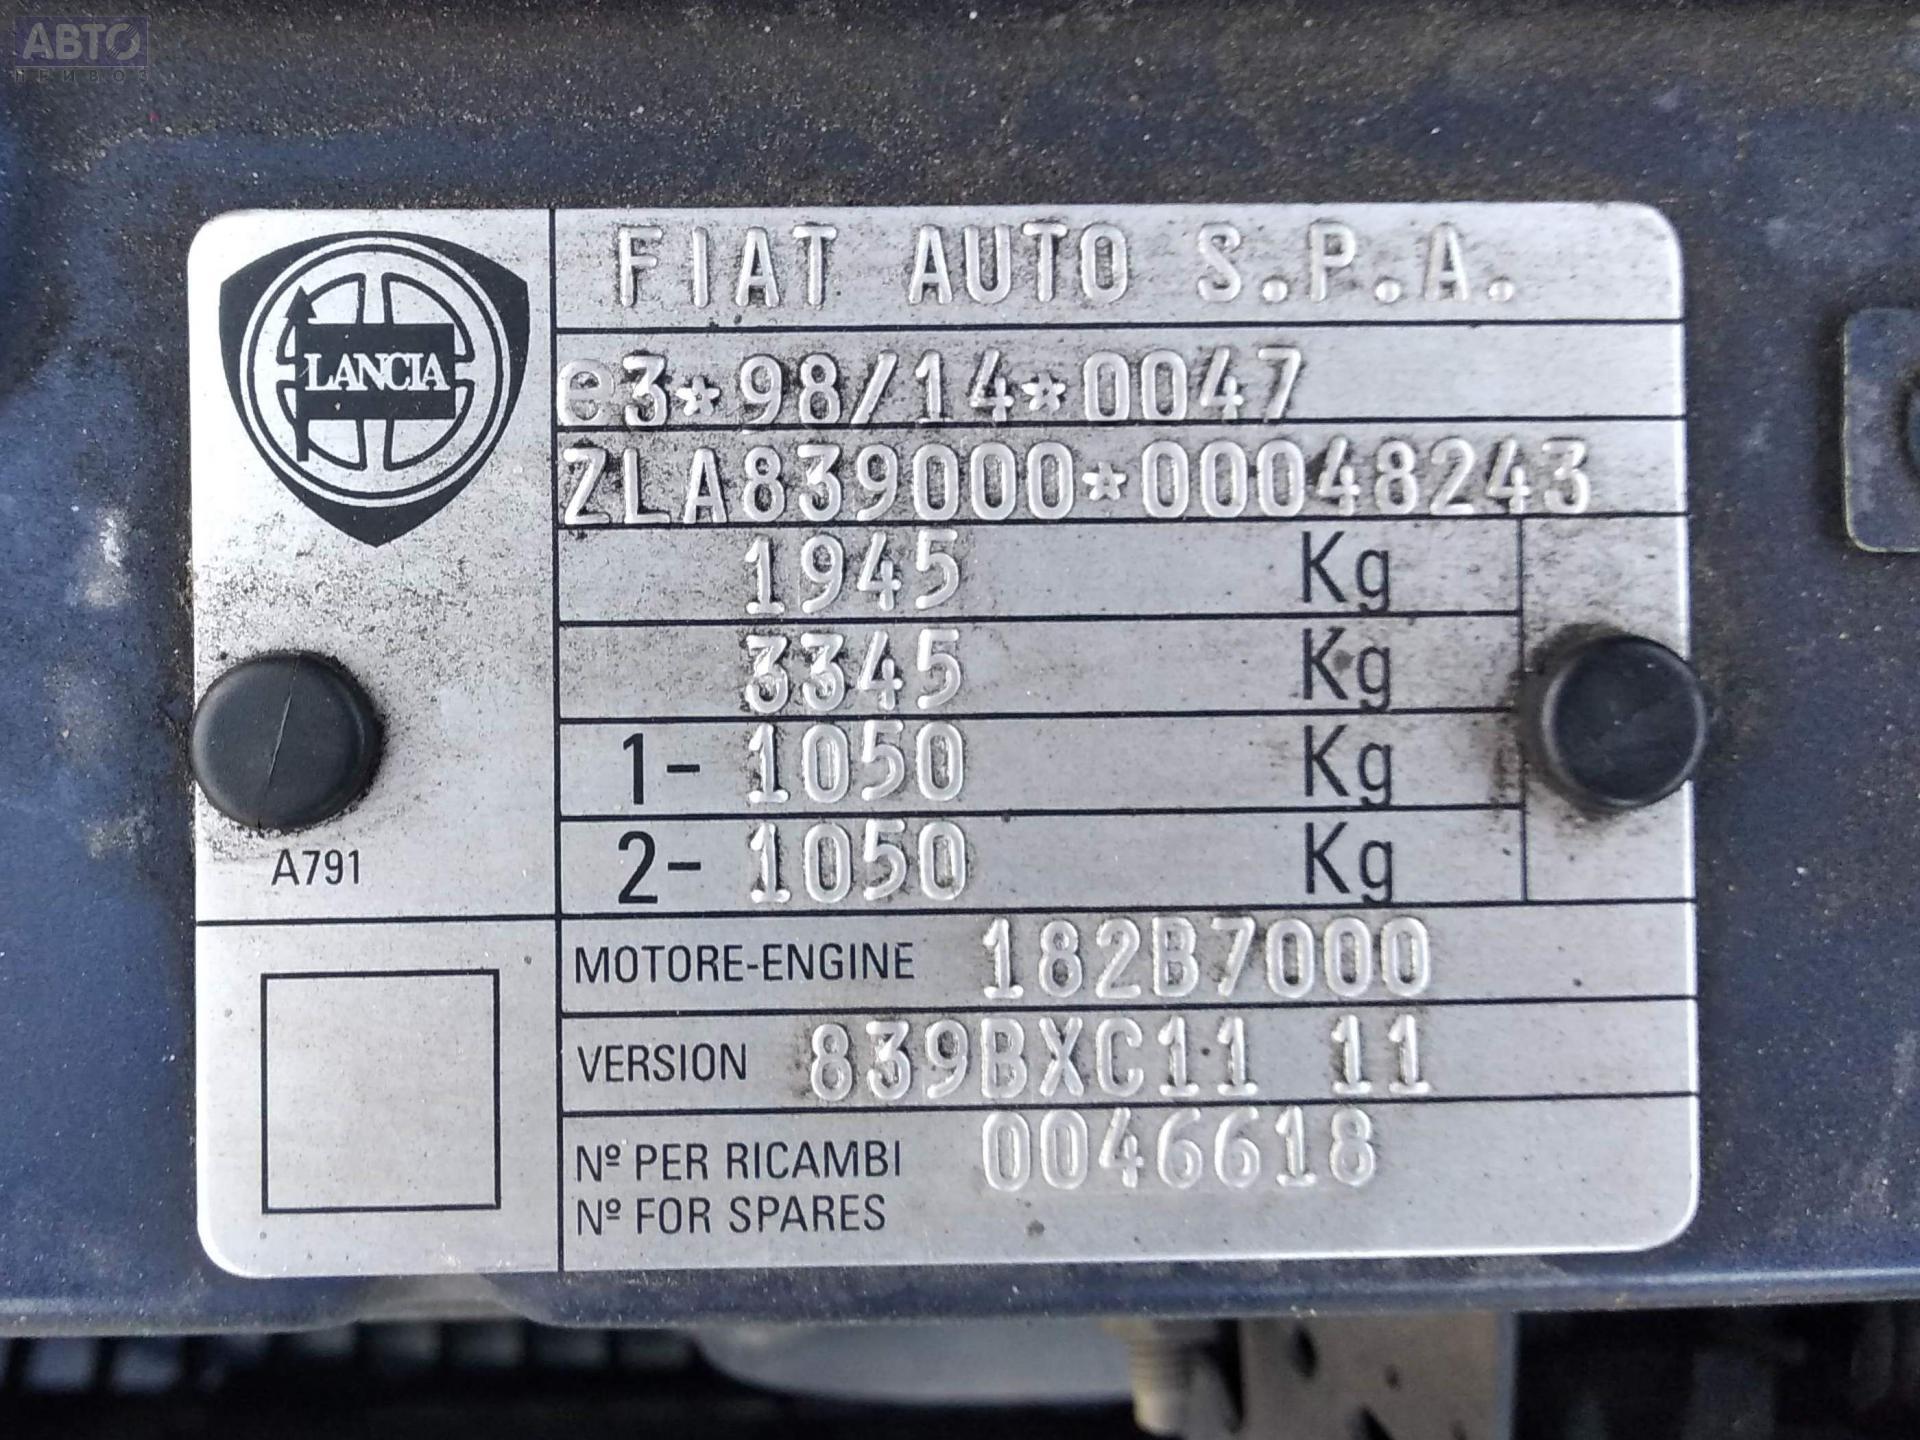 АВТО
ПРИВОЗ
LANCIA
FIAT AUTO S.P.A.
e3*98/14*0047
ZLA839000*00048243
1945 Kg
3345 Kg
1- 1050 Kg
2- 1050 Kg
A791
MOTORE-ENGINE 182B7000
VERSION 839BXC11 11
Nº PER RICAMBI 0046618
Nº FOR SPARES